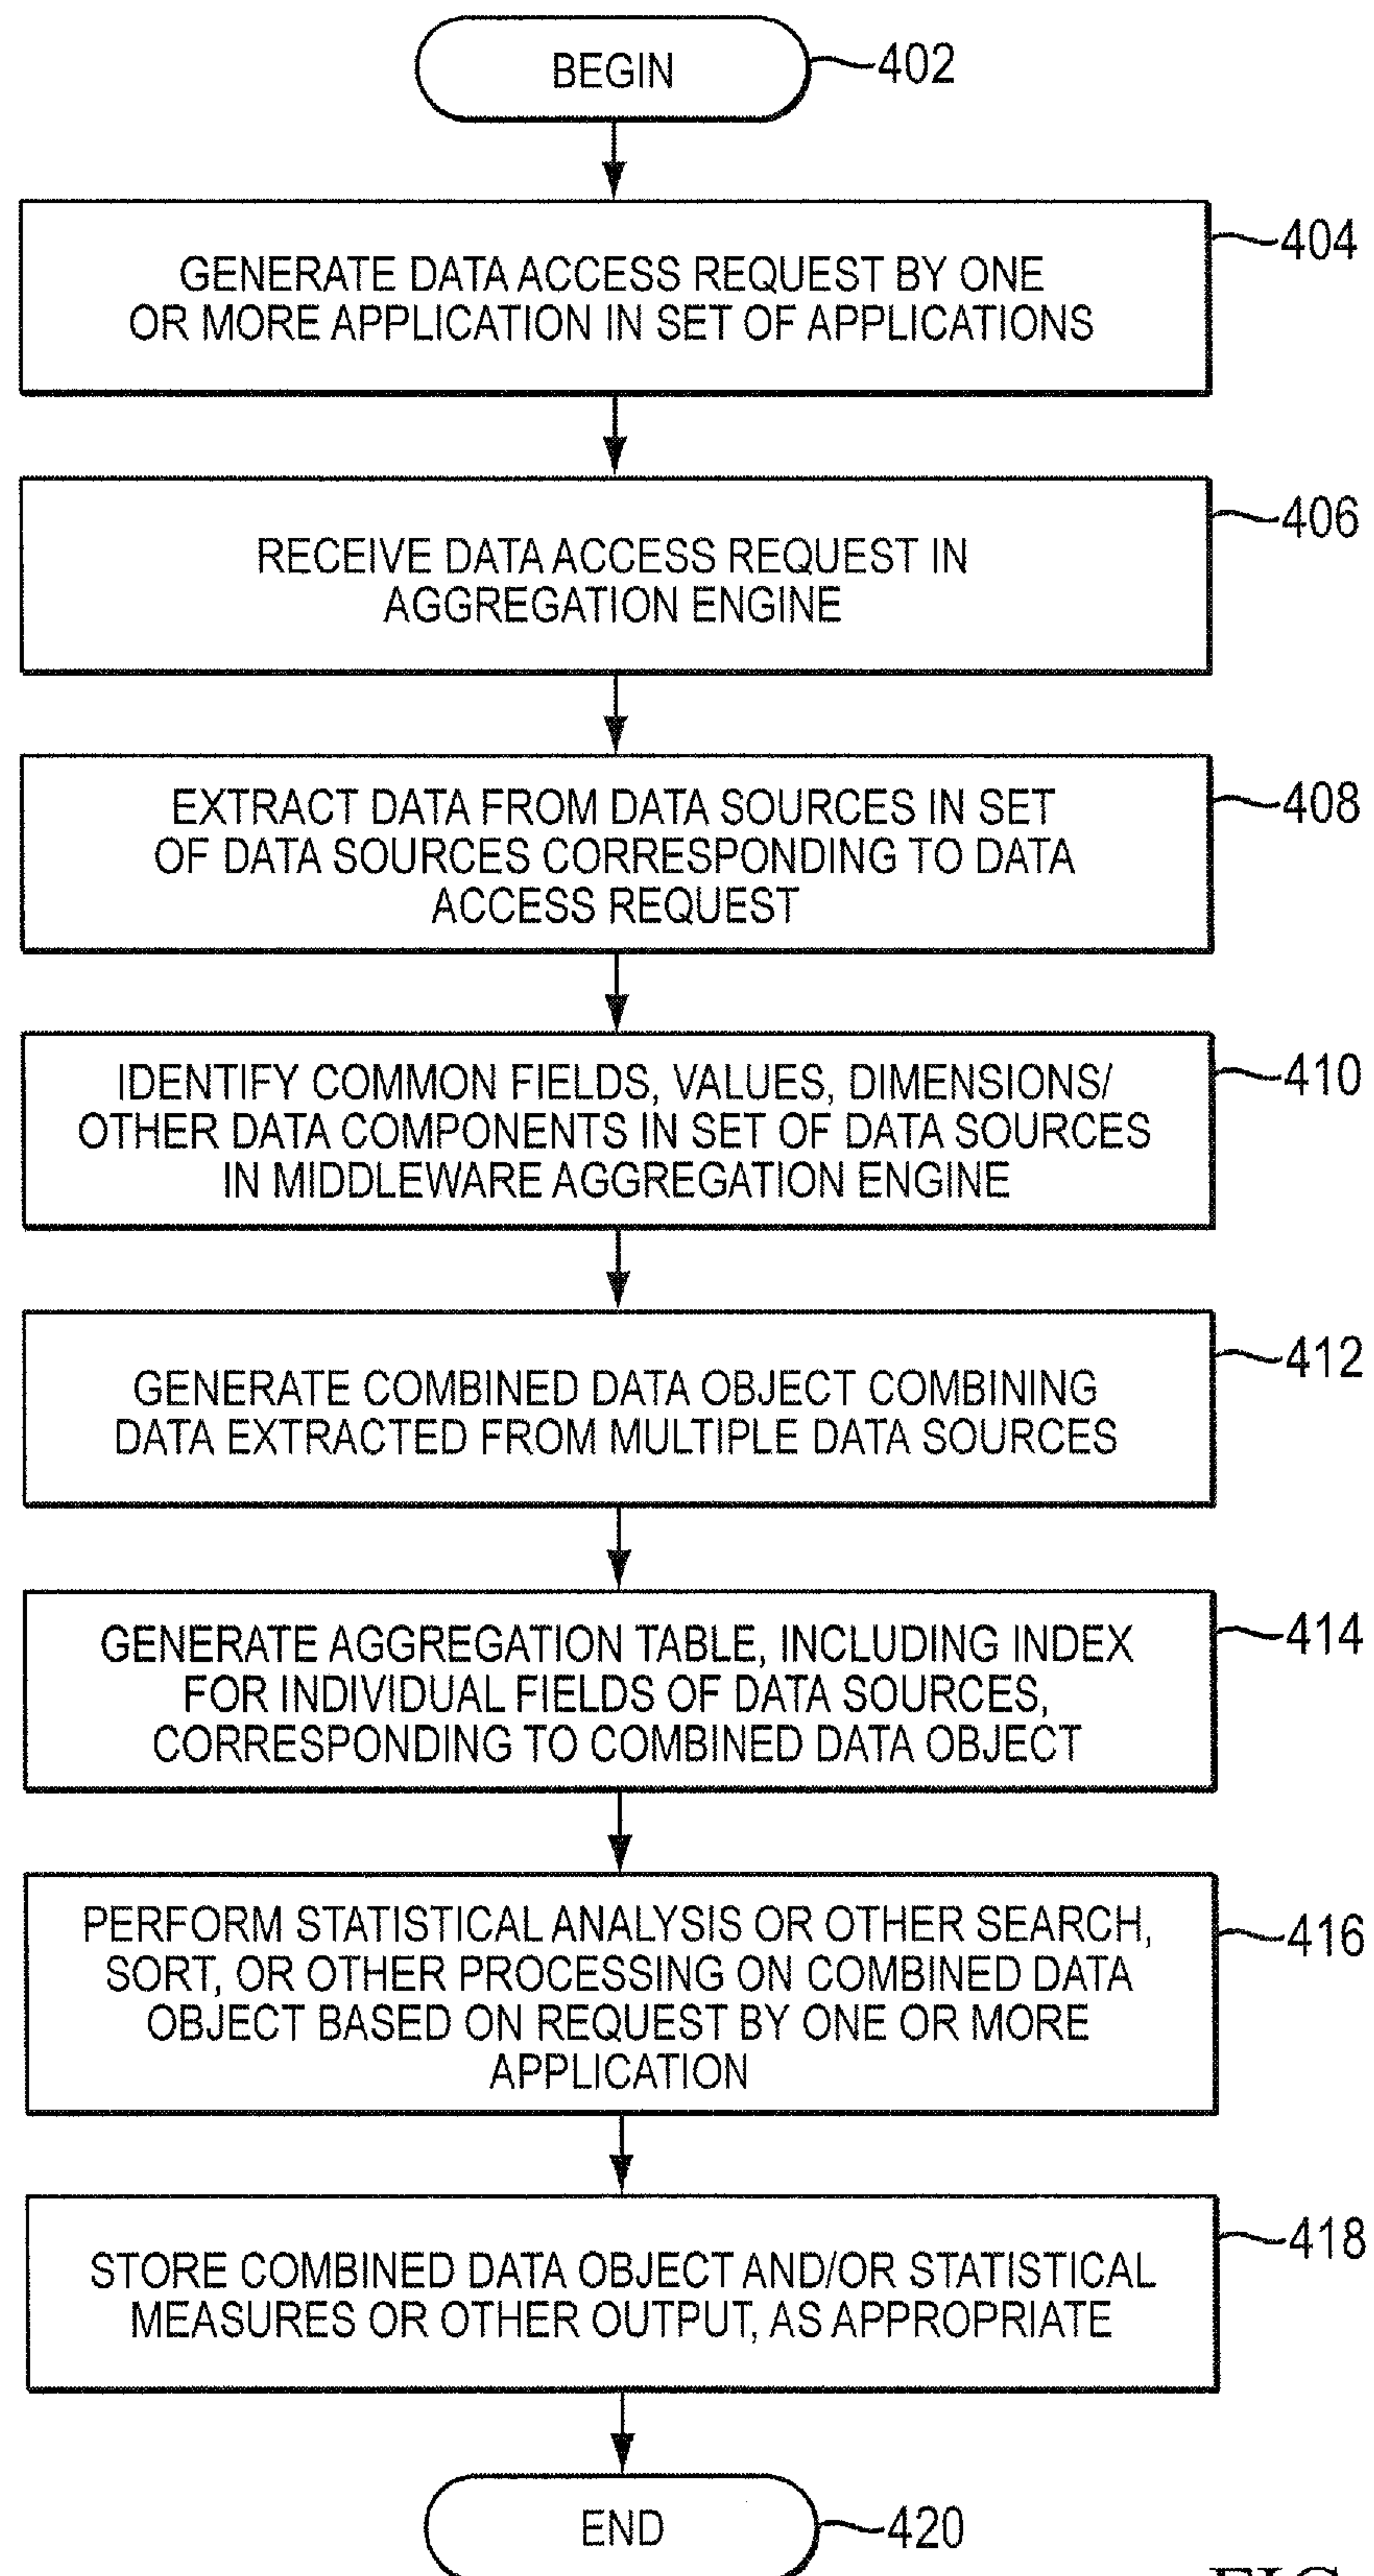 BEGIN
402
GENERATE DATA ACCESS REQUEST BY ONE
OR MORE APPLICATION IN SET OF APPLICATIONS
404
RECEIVE DATA ACCESS REQUEST IN
AGGREGATION ENGINE
406
EXTRACT DATA FROM DATA SOURCES IN SET
OF DATA SOURCES CORRESPONDING TO DATA
ACCESS REQUEST
408
IDENTIFY COMMON FIELDS, VALUES, DIMENSIONS/
OTHER DATA COMPONENTS IN SET OF DATA SOURCES
IN MIDDLEWARE AGGREGATION ENGINE
410
GENERATE COMBINED DATA OBJECT COMBINING
DATA EXTRACTED FROM MULTIPLE DATA SOURCES
412
GENERATE AGGREGATION TABLE, INCLUDING INDEX
FOR INDIVIDUAL FIELDS OF DATA SOURCES,
CORRESPONDING TO COMBINED DATA OBJECT
414
PERFORM STATISTICAL ANALYSIS OR OTHER SEARCH,
SORT, OR OTHER PROCESSING ON COMBINED DATA
OBJECT BASED ON REQUEST BY ONE OR MORE
APPLICATION
416
STORE COMBINED DATA OBJECT AND/OR STATISTICAL
MEASURES OR OTHER OUTPUT, AS APPROPRIATE
418
END
420